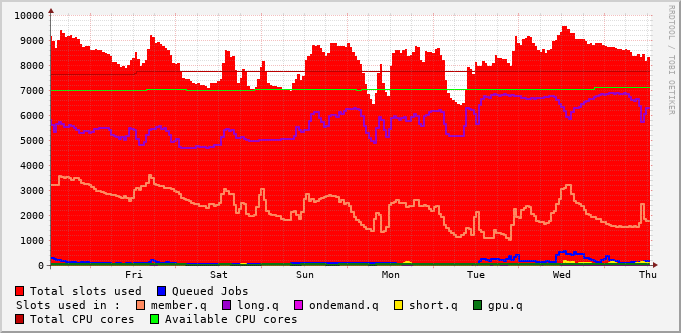 10000
9000
8000
7000
6000
5000
4000
3000
2000
1000
0
Fri Sat Sun Mon Tue Wed Thu
Total slots used Queued Jobs
Slots used in : member.q long.q ondemand.q short.q gpu.q
Total CPU cores Available CPU cores
RRDTOOL / TOBI OETIKER